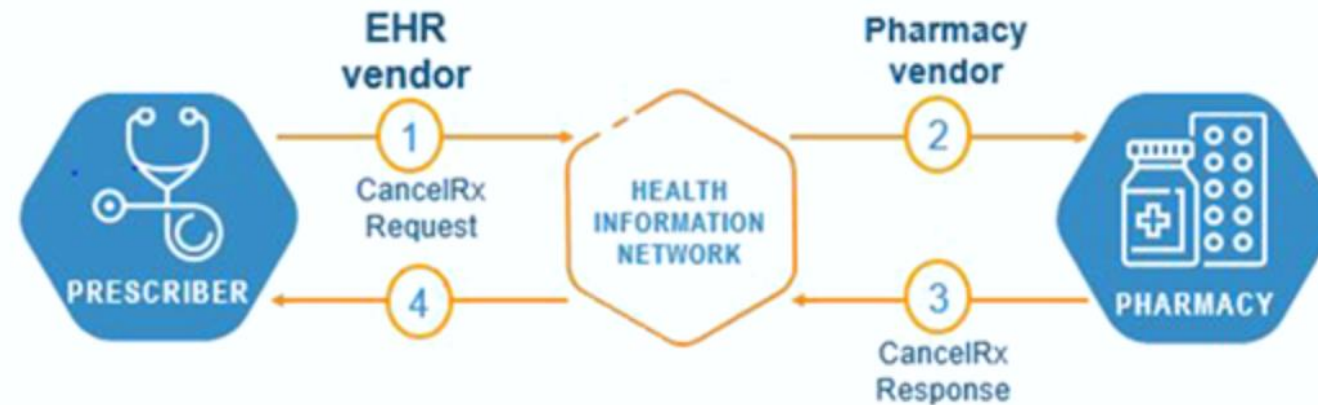 EHR
vendor
Pharmacy
vendor
1
2
CancelRx
Request
HEALTH
INFORMATION
NETWORK
PRESCRIBER
4
3
PHARMACY
CancelRx
Response